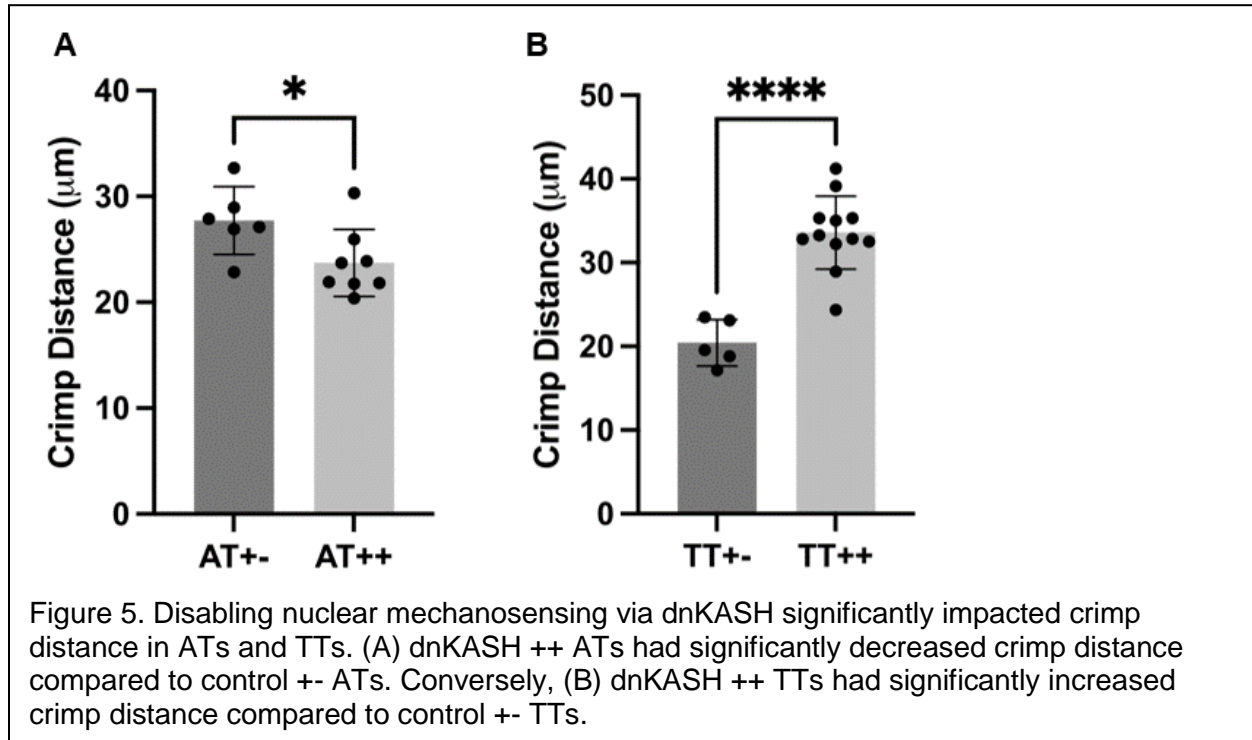 A
B
*
****
40
30
20
10
0
Crimp Distance (μm)
AT+-
AT++
50
40
30
20
10
0
Crimp Distance (μm)
TT+-
TT++
Figure 5. Disabling nuclear mechanosensing via dnKASH significantly impacted crimp
distance in ATs and TTs. (A) dnKASH ++ ATs had significantly decreased crimp distance
compared to control +- ATs. Conversely, (B) dnKASH ++ TTs had significantly increased
crimp distance compared to control +- TTs.